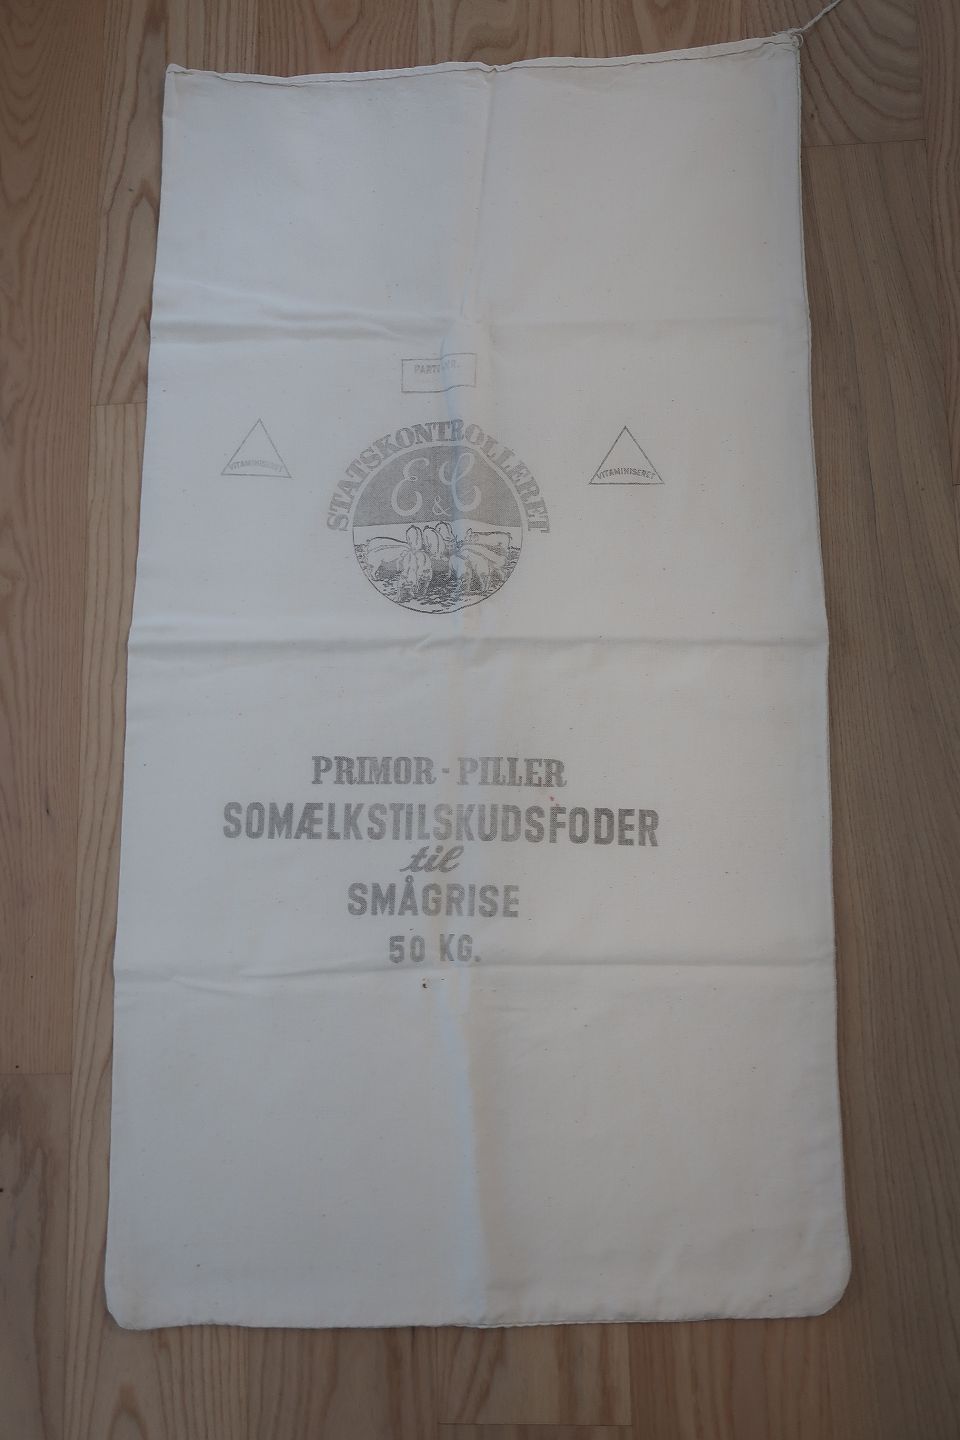 PARTI NR.
STATSKONTROLLERET
E & C
VITAMINISERET
VITAMINISERET
PRIMOR - PILLER
SOMÆLKSTILSKUDSFODER
til
SMÅGRISE
50 KG.